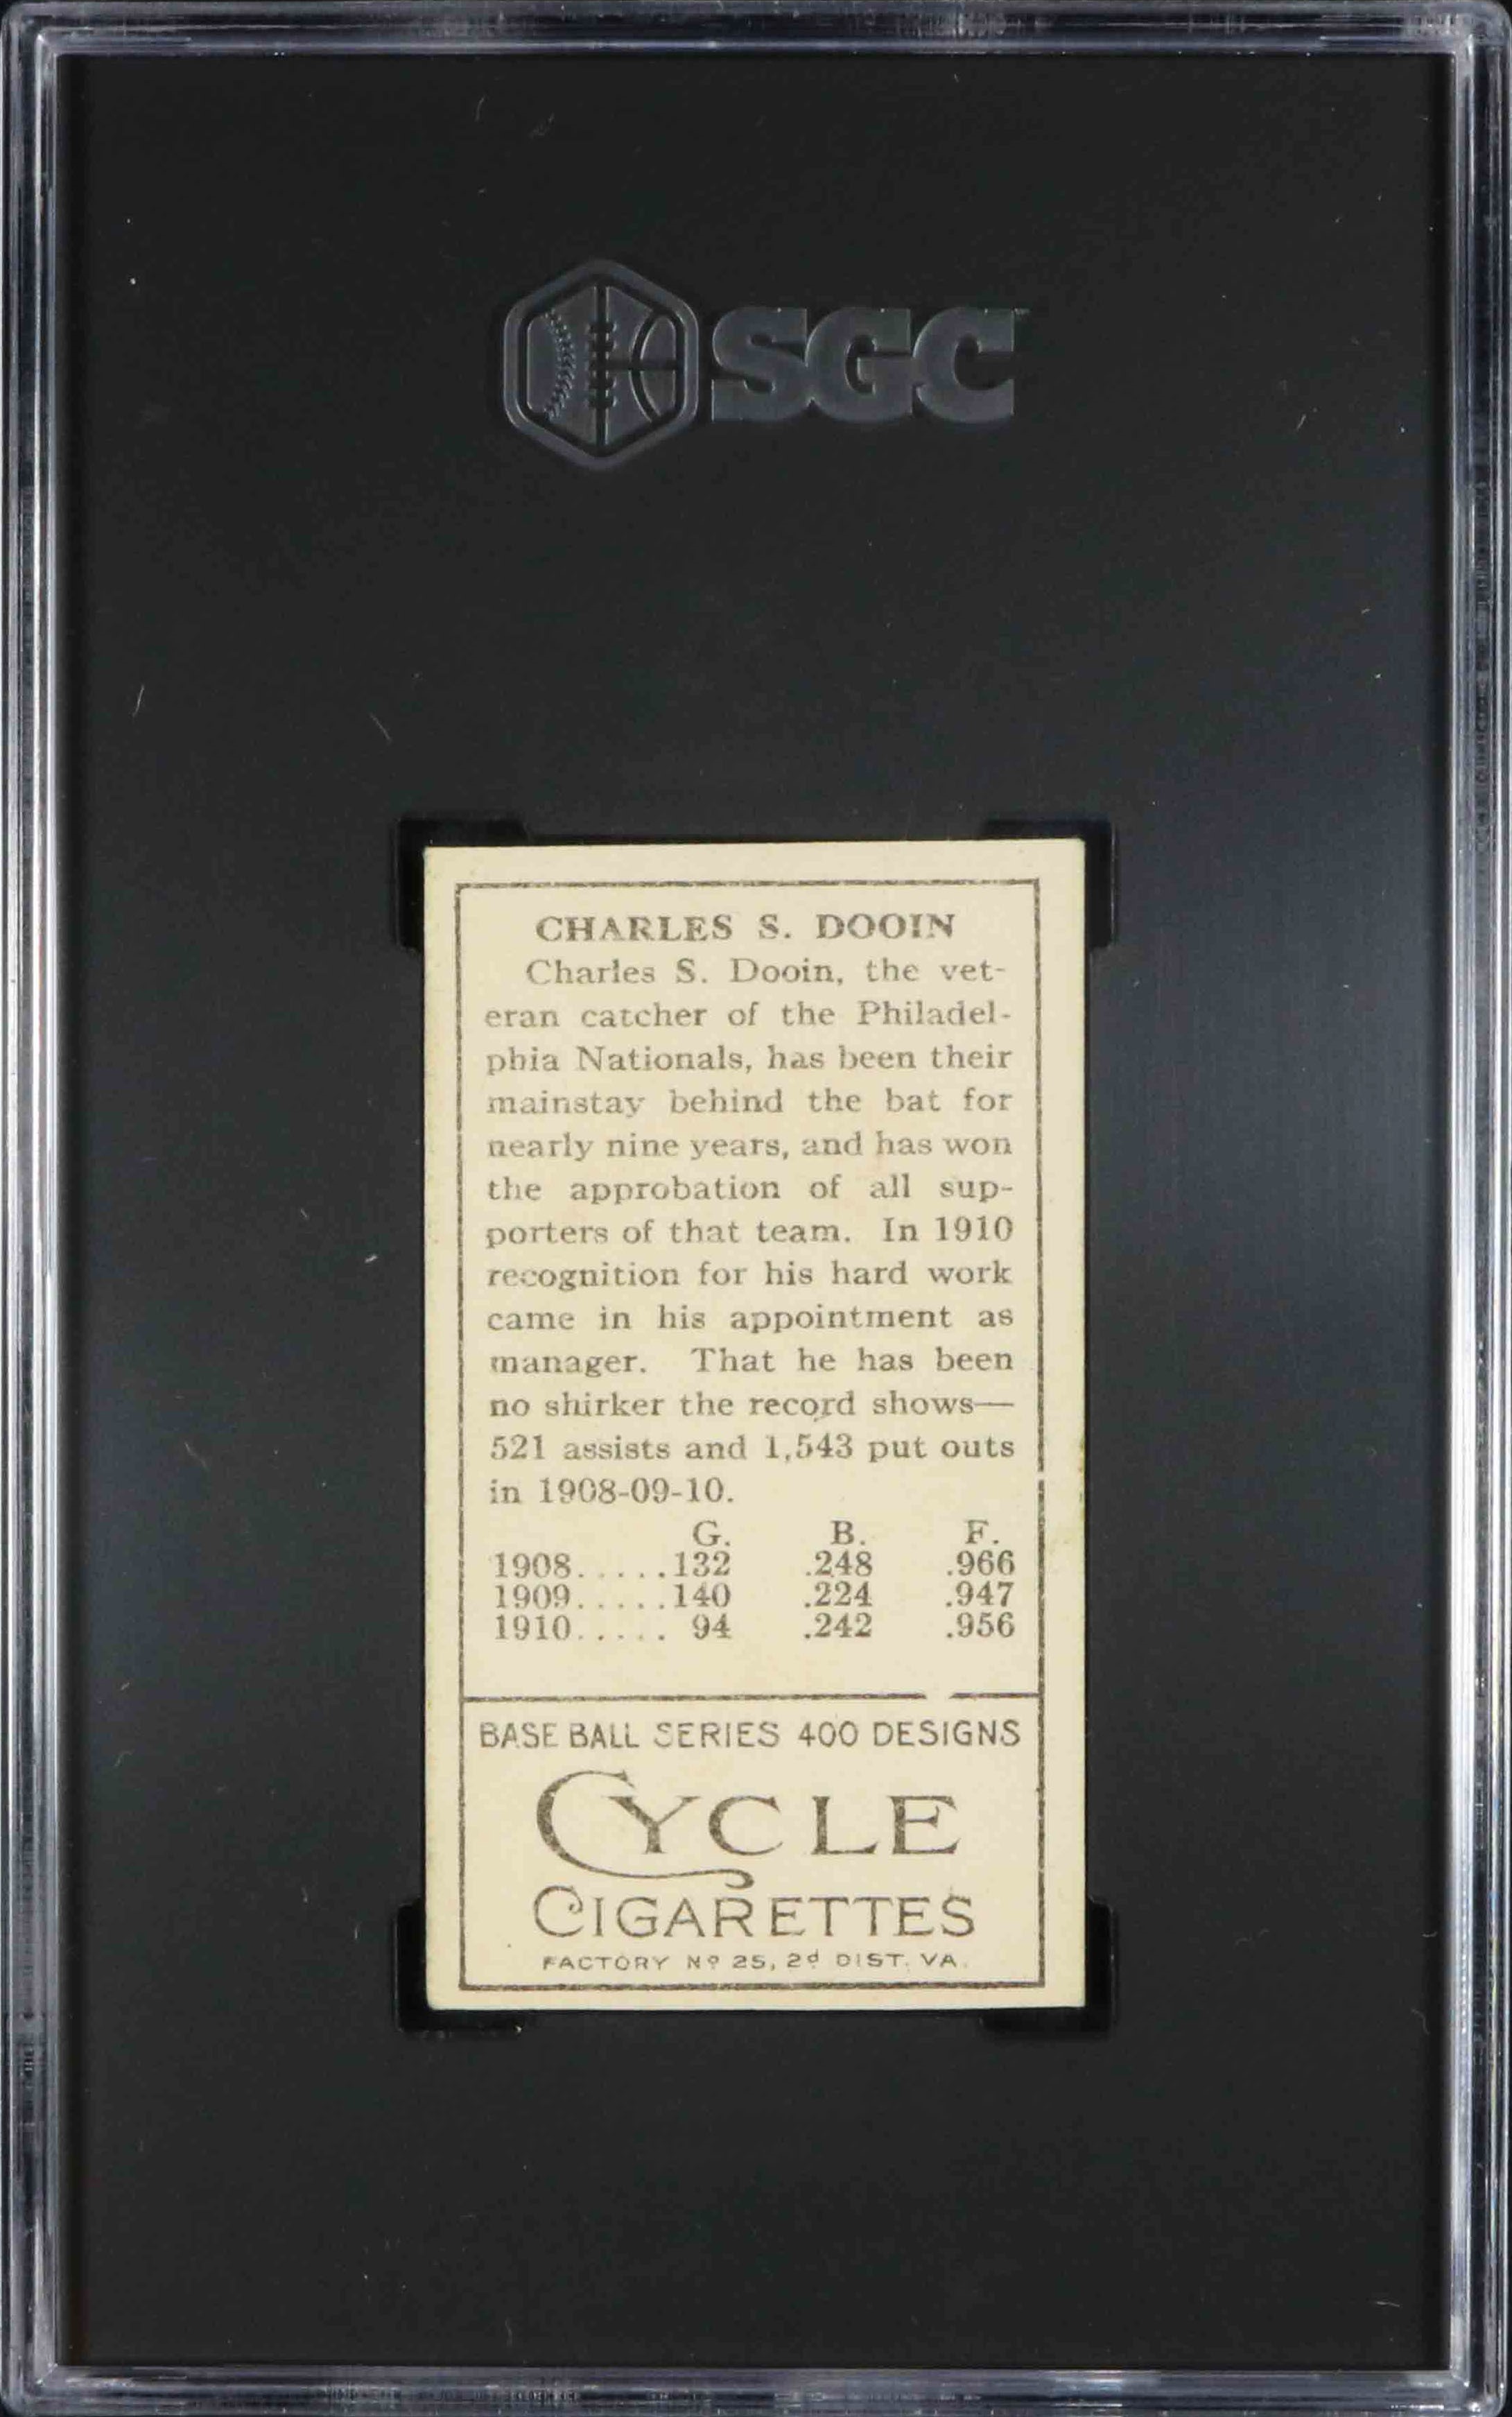 SGC
CHARLES S. DOOIN
Charles S. Dooin, the vet-
eran catcher of the Philadel-
phia Nationals, has been their
mainstay behind the bat for
nearly nine years, and has won
the approbation of all sup-
porters of that team. In 1910
recognition for his hard work
came in his appointment as
manager. That he has been
no shirker the record shows—
521 assists and 1,543 put outs
in 1908-09-10.
G. B. F.
1908.....132 .248 .966
1909.....140 .224 .947
1910..... 94 .242 .956
BASE BALL SERIES 400 DESIGNS
CYCLE
CIGARETTES
FACTORY Nº 25, 2d DIST. VA.